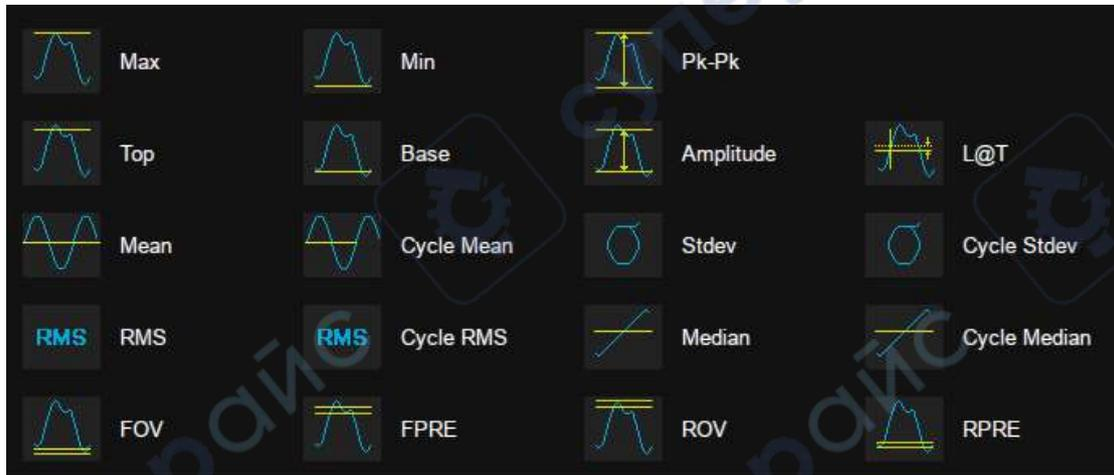 Max Min Pk-Pk
Top Base Amplitude L@T
Mean Cycle Mean Stdev Cycle Stdev
RMS RMS RMS Cycle RMS Median Cycle Median
FOV FPRE ROV RPRE